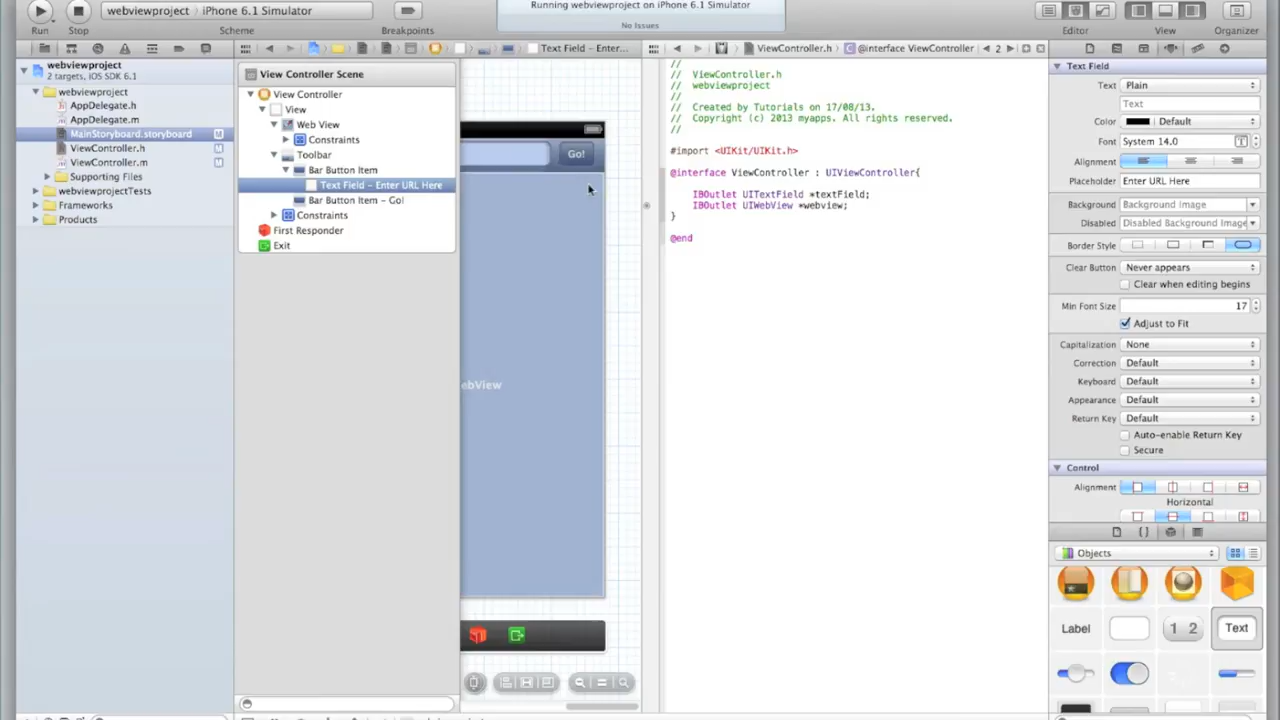 webviewproject
iPhone 6.1 Simulator
Running webviewproject on iPhone 6.1 Simulator
No Issues
Run
Stop
Scheme
Breakpoints
Editor
View
Organizer
Text Field – Enter...
ViewController.h
@interface ViewController
2
webviewproject
2 targets, iOS SDK 6.1
webviewproject
AppDelegate.h
AppDelegate.m
MainStoryboard.storyboard
M
ViewController.h
M
ViewController.m
M
Supporting Files
webviewprojectTests
Frameworks
Products
View Controller Scene
View Controller
View
Web View
Constraints
Toolbar
Bar Button Item
Text Field – Enter URL Here
Bar Button Item – Go!
Constraints
First Responder
Exit
Go!
ebView
//
// ViewController.h
// webviewproject
//
// Created by Tutorials on 17/08/13.
// Copyright (c) 2013 myapps. All rights reserved.
//
#import <UIKit/UIKit.h>
@interface ViewController : UIViewController{
IBOutlet UITextField *textField;
IBOutlet UIWebView *webview;
}
@end
Text Field
Text Plain
Text
Color Default
Font System 14.0
Alignment
Placeholder Enter URL Here
Background Background Image
Disabled Disabled Background Image
Border Style
Clear Button Never appears
Clear when editing begins
Min Font Size 17
Adjust to Fit
Capitalization None
Correction Default
Keyboard Default
Appearance Default
Return Key Default
Auto-enable Return Key
Secure
Control
Alignment
Horizontal
Objects
Label
1 2
Text